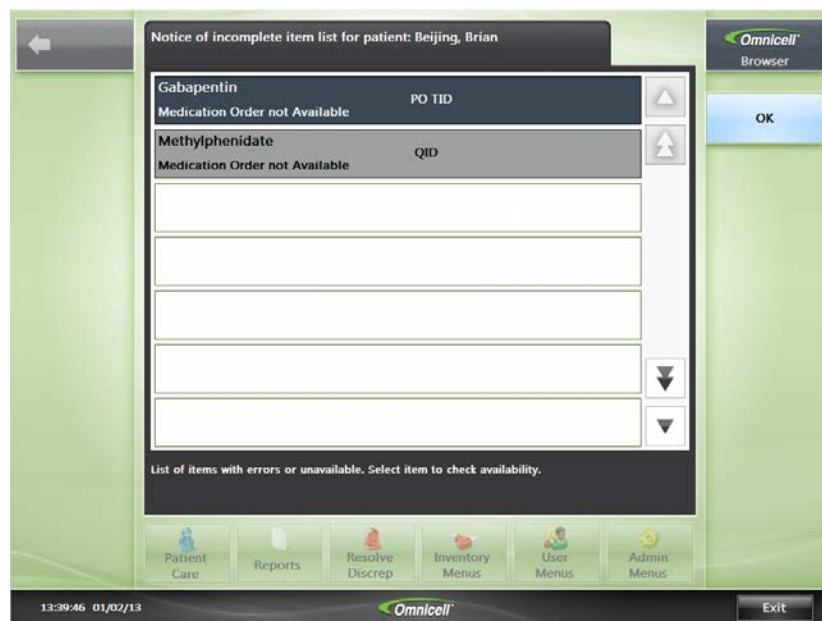 Notice of incomplete item list for patient: Beijing, Brian
Omnicell
Browser
OK
Gabapentin
PO TID
Medication Order not Available
Methylphenidate
QID
Medication Order not Available
List of items with errors or unavailable. Select item to check availability.
Patient
Care
Reports
Resolve
Discrep
Inventory
Menus
User
Menus
Admin
Menus
13:39:46 01/02/13
Omnicell
Exit